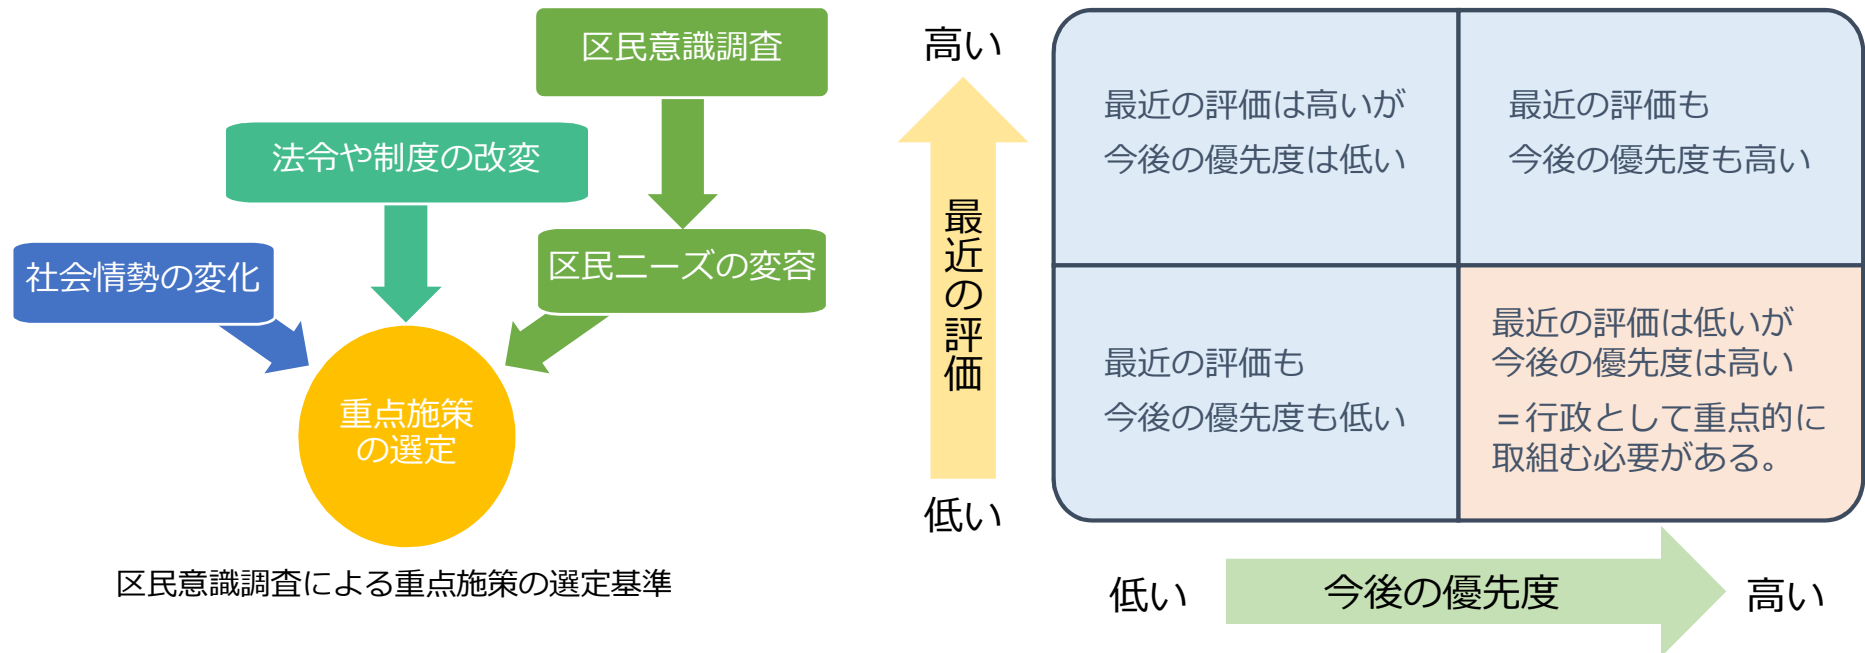 区民意識調査
法令や制度の改変
社会情勢の変化
区民ニーズの変容
重点施策
の選定
区民意識調査による重点施策の選定基準
高い
最近の評価
低い
最近の評価は高いが
今後の優先度は低い
最近の評価も
今後の優先度も高い
最近の評価も
今後の優先度も低い
最近の評価は低いが
今後の優先度は高い
＝行政として重点的に
取組む必要がある。
低い
今後の優先度
高い